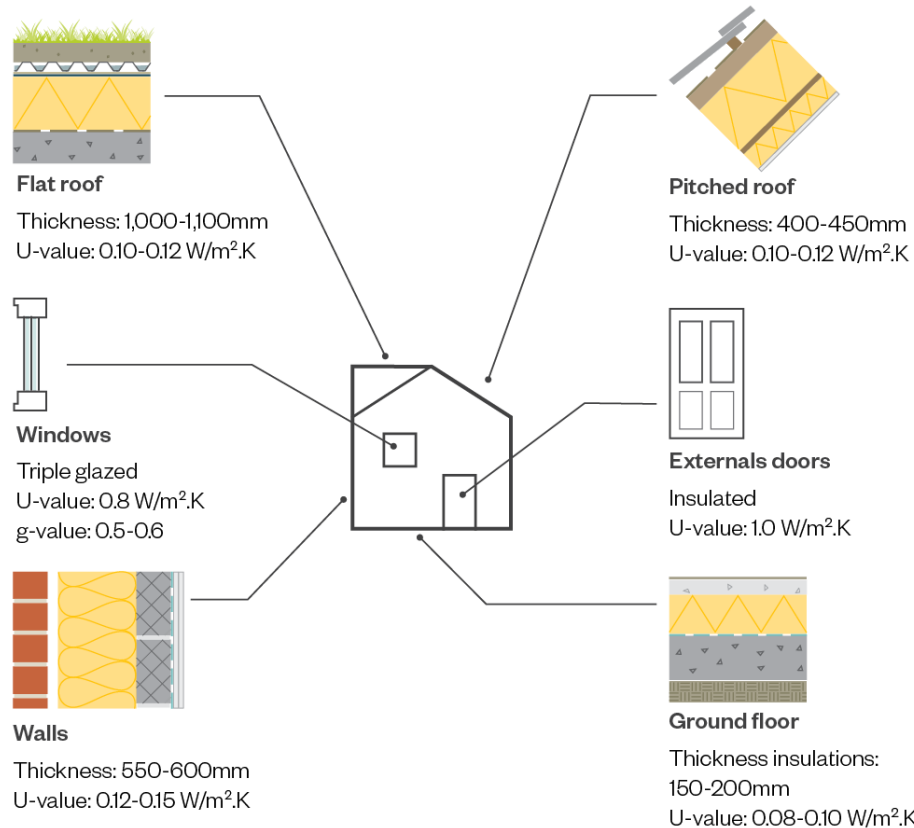 Flat roof
Thickness: 1,000-1,100mm
U-value: 0.10-0.12 W/m².K
Pitched roof
Thickness: 400-450mm
U-value: 0.10-0.12 W/m².K
Windows
Triple glazed
U-value: 0.8 W/m².K
g-value: 0.5-0.6
Externals doors
Insulated
U-value: 1.0 W/m².K
Walls
Thickness: 550-600mm
U-value: 0.12-0.15 W/m².K
Ground floor
Thickness insulations:
150-200mm
U-value: 0.08-0.10 W/m².K